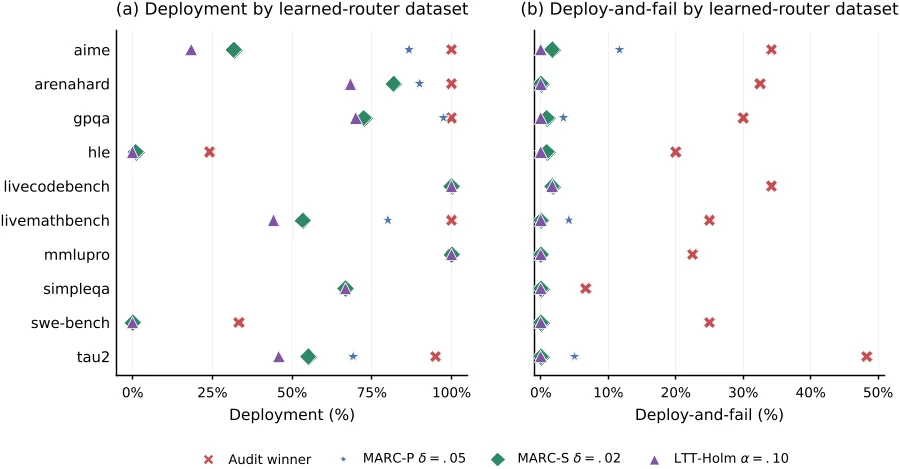 (a) Deployment by learned-router dataset
(b) Deploy-and-fail by learned-router dataset
aime
arenahard
gpqa
hle
livecodebench
livemathbench
mmlupro
simpleqa
swe-bench
tau2
0% 25% 50% 75% 100%
Deployment (%)
0% 10% 20% 30% 40% 50%
Deploy-and-fail (%)
Audit winner
MARC-P δ = .05
MARC-S δ = .02
LTT-Holm α = .10